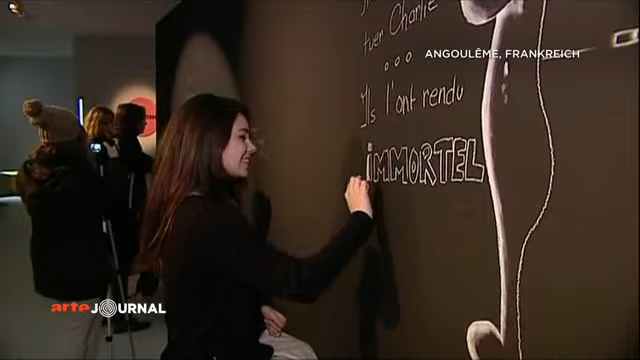 tuer Charlie
...
Ils l'ont rendu
iMMORTEL
ANGOULÊME, FRANKREICH
arte JOURNAL